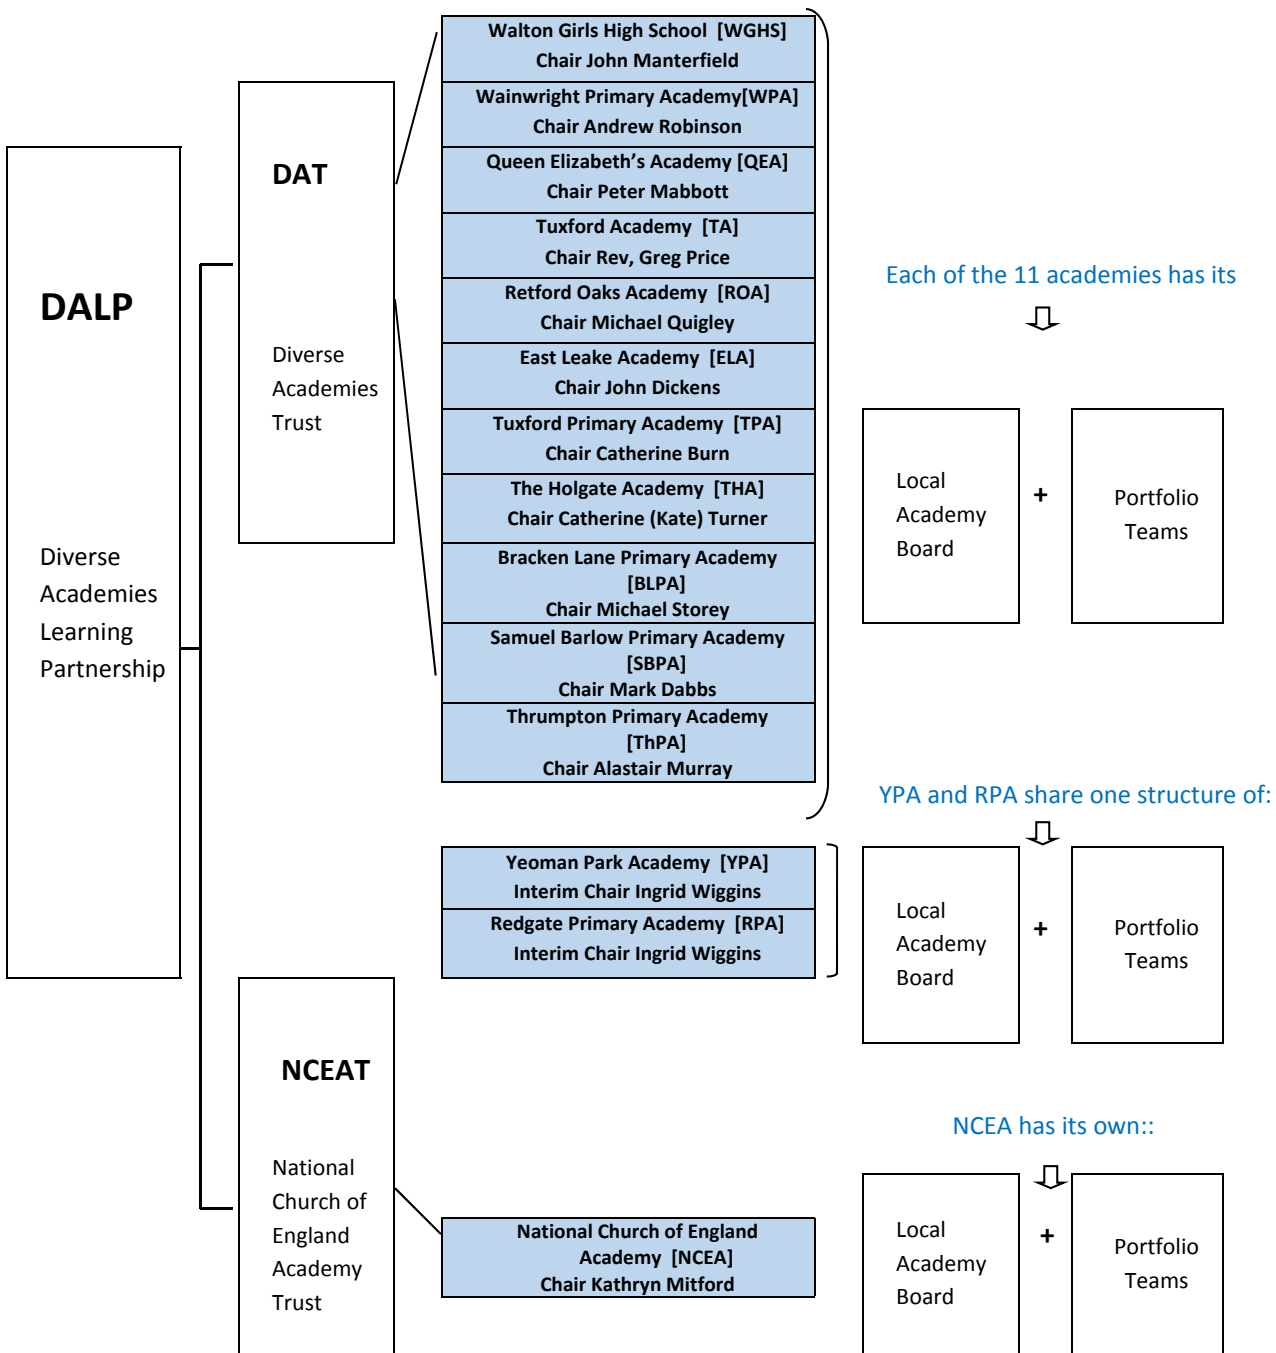 DALP
Diverse
Academies
Learning
Partnership
DAT
Diverse
Academies
Trust
NCEAT
National
Church of
England
Academy
Trust
Walton Girls High School [WGHS]
Chair John Manterfield
Wainwright Primary Academy[WPA]
Chair Andrew Robinson
Queen Elizabeth’s Academy [QEA]
Chair Peter Mabbott
Tuxford Academy [TA]
Chair Rev, Greg Price
Retford Oaks Academy [ROA]
Chair Michael Quigley
East Leake Academy [ELA]
Chair John Dickens
Tuxford Primary Academy [TPA]
Chair Catherine Burn
The Holgate Academy [THA]
Chair Catherine (Kate) Turner
Bracken Lane Primary Academy
[BLPA]
Chair Michael Storey
Samuel Barlow Primary Academy
[SBPA]
Chair Mark Dabbs
Thrumpton Primary Academy
[ThPA]
Chair Alastair Murray
Yeoman Park Academy [YPA]
Interim Chair Ingrid Wiggins
Redgate Primary Academy [RPA]
Interim Chair Ingrid Wiggins
National Church of England
Academy [NCEA]
Chair Kathryn Mitford
Each of the 11 academies has its
Local
Academy
Board
+
Portfolio
Teams
YPA and RPA share one structure of:
Local
Academy
Board
+
Portfolio
Teams
NCEA has its own::
Local
Academy
Board
+
Portfolio
Teams